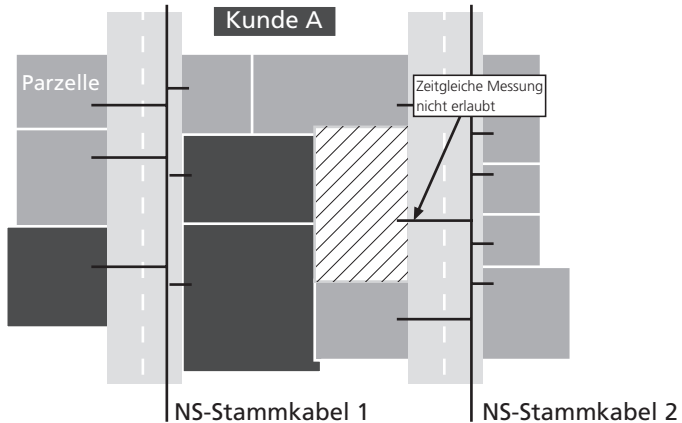 Kunde A
Parzelle
Zeitgleiche Messung
nicht erlaubt
NS-Stammkabel 1
NS-Stammkabel 2